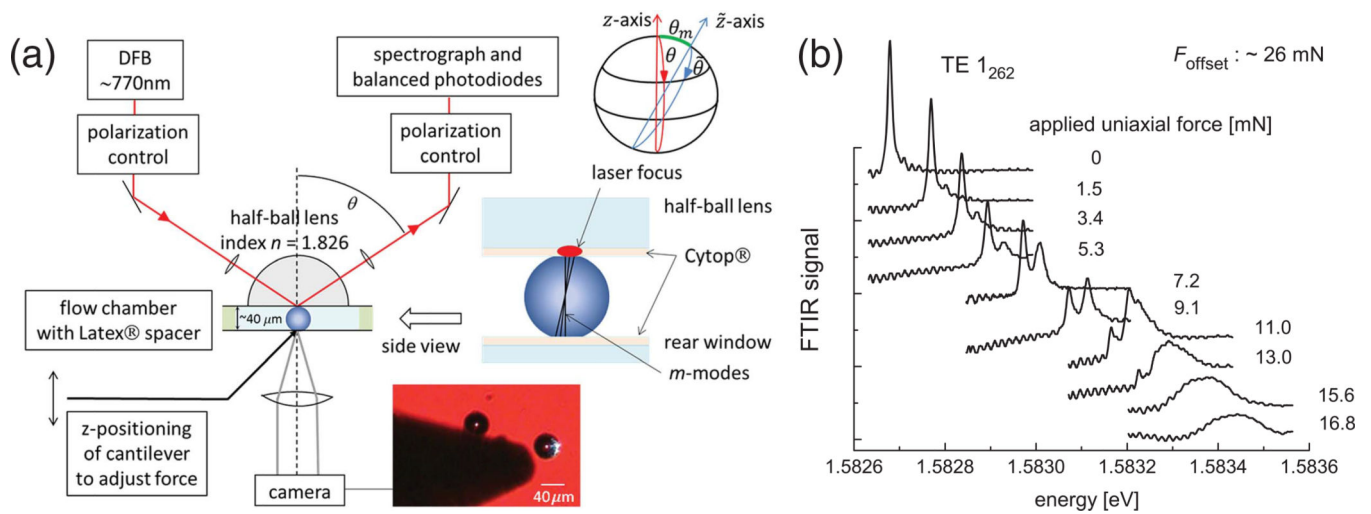 (a)
DFB
~770nm
polarization
control
spectrograph and
balanced photodiodes
polarization
control
z-axis
θm
z̃-axis
θ
θ̃
θ
half-ball lens
index n = 1.826
laser focus
half-ball lens
Cytop®
rear window
m-modes
side view
flow chamber
with Latex® spacer
~40 μm
z-positioning
of cantilever
to adjust force
camera
40 μm
(b)
TE 1₂₆₂
Foffset : ~ 26 mN
applied uniaxial force [mN]
0
1.5
3.4
5.3
7.2
9.1
11.0
13.0
15.6
16.8
FTIR signal
1.5826 1.5828 1.5830 1.5832 1.5834 1.5836
energy [eV]